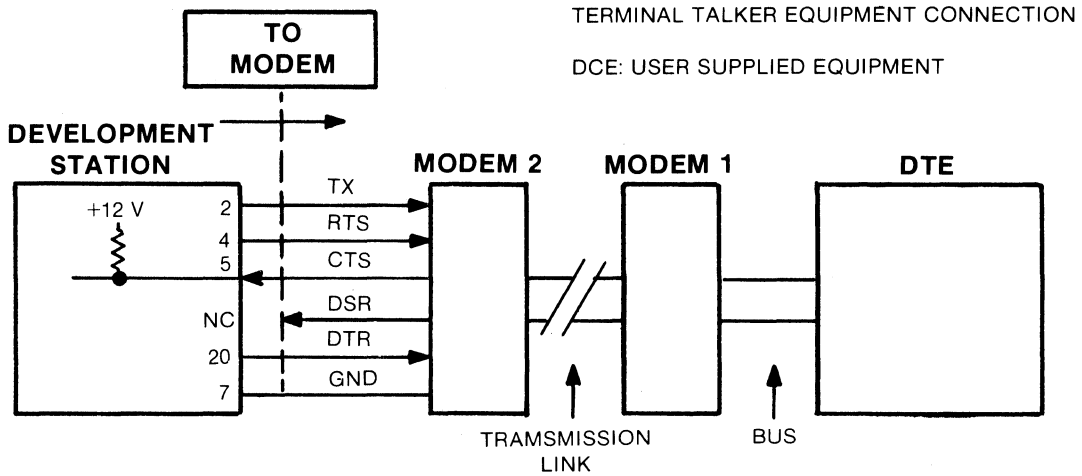 TERMINAL TALKER EQUIPMENT CONNECTION
DCE: USER SUPPLIED EQUIPMENT
TO
MODEM
DEVELOPMENT
STATION
MODEM 2
MODEM 1
DTE
+12 V
2
TX
4
RTS
5
CTS
NC
DSR
20
DTR
7
GND
TRAMSMISSION
LINK
BUS